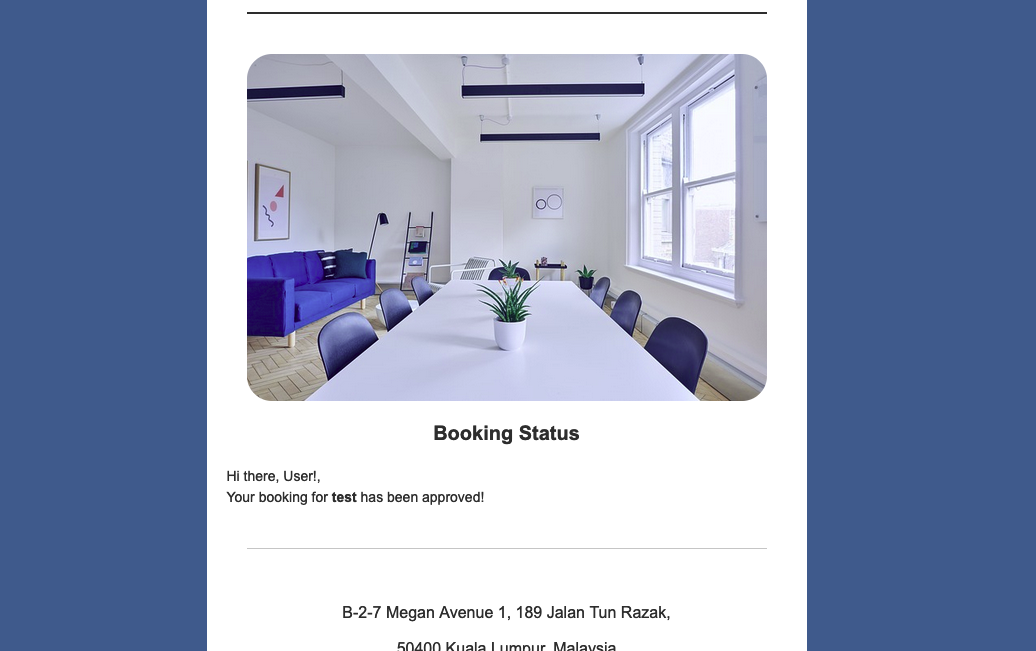 Booking Status
Hi there, User!,
Your booking for test has been approved!
B-2-7 Megan Avenue 1, 189 Jalan Tun Razak,
50400 Kuala Lumpur, Malaysia